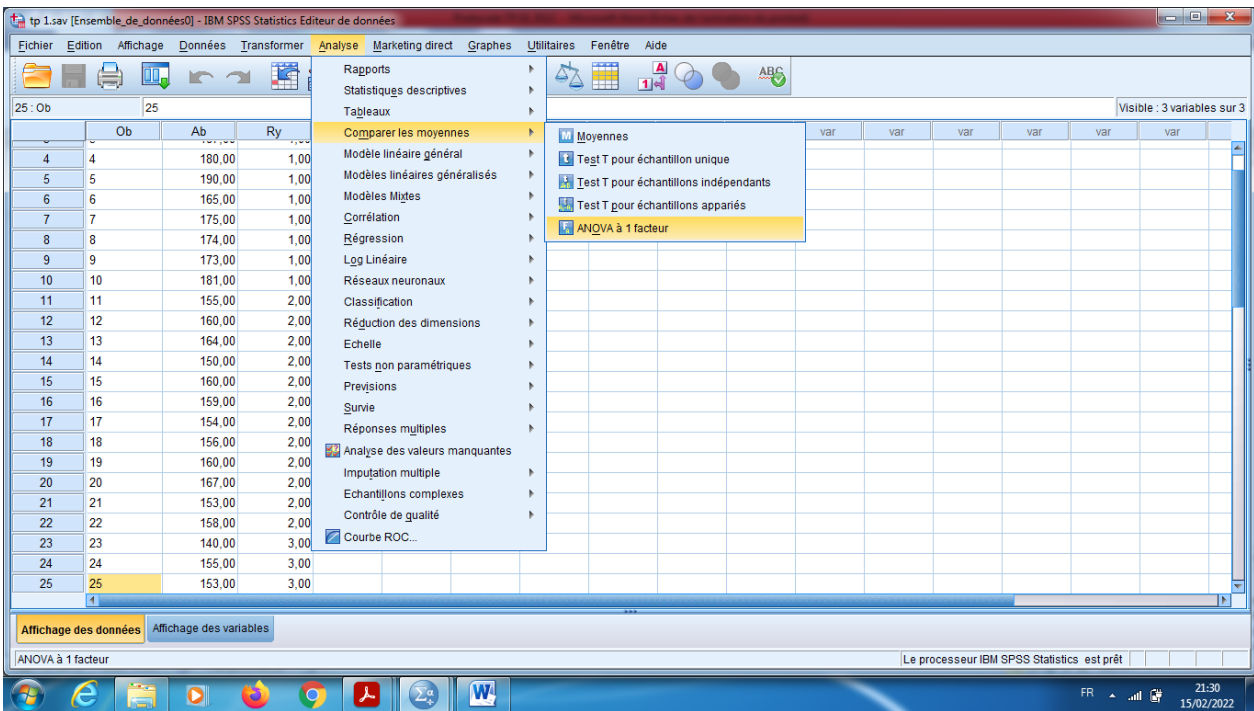 tp 1.sav [Ensemble_de_données0] - IBM SPSS Statistics Editeur de données
Fichier Edition Affichage Données Transformer Analyse Marketing direct Graphes Utilitaires Fenêtre Aide
25 : Ob 25 Visible : 3 variables sur 3
Ob Ab Ry var var var var var var
4 4 180,00 1,00
5 5 190,00 1,00
6 6 165,00 1,00
7 7 175,00 1,00
8 8 174,00 1,00
9 9 173,00 1,00
10 10 181,00 1,00
11 11 155,00 2,00
12 12 160,00 2,00
13 13 164,00 2,00
14 14 150,00 2,00
15 15 160,00 2,00
16 16 159,00 2,00
17 17 154,00 2,00
18 18 156,00 2,00
19 19 160,00 2,00
20 20 167,00 2,00
21 21 153,00 2,00
22 22 158,00 2,00
23 23 140,00 3,00
24 24 155,00 3,00
25 25 153,00 3,00
Rapports
Statistiques descriptives
Tableaux
Comparer les moyennes
Modèle linéaire général
Modèles linéaires généralisés
Modèles Mixtes
Corrélation
Régression
Log Linéaire
Réseaux neuronaux
Classification
Réduction des dimensions
Echelle
Tests non paramétriques
Previsions
Survie
Réponses multiples
Analyse des valeurs manquantes
Imputation multiple
Echantillons complexes
Contrôle de qualité
Courbe ROC...
Moyennes
Test T pour échantillon unique
Test T pour échantillons indépendants
Test T pour échantillons appariés
ANOVA à 1 facteur
Affichage des données Affichage des variables
ANOVA à 1 facteur Le processeur IBM SPSS Statistics est prêt
FR 21:30
15/02/2022